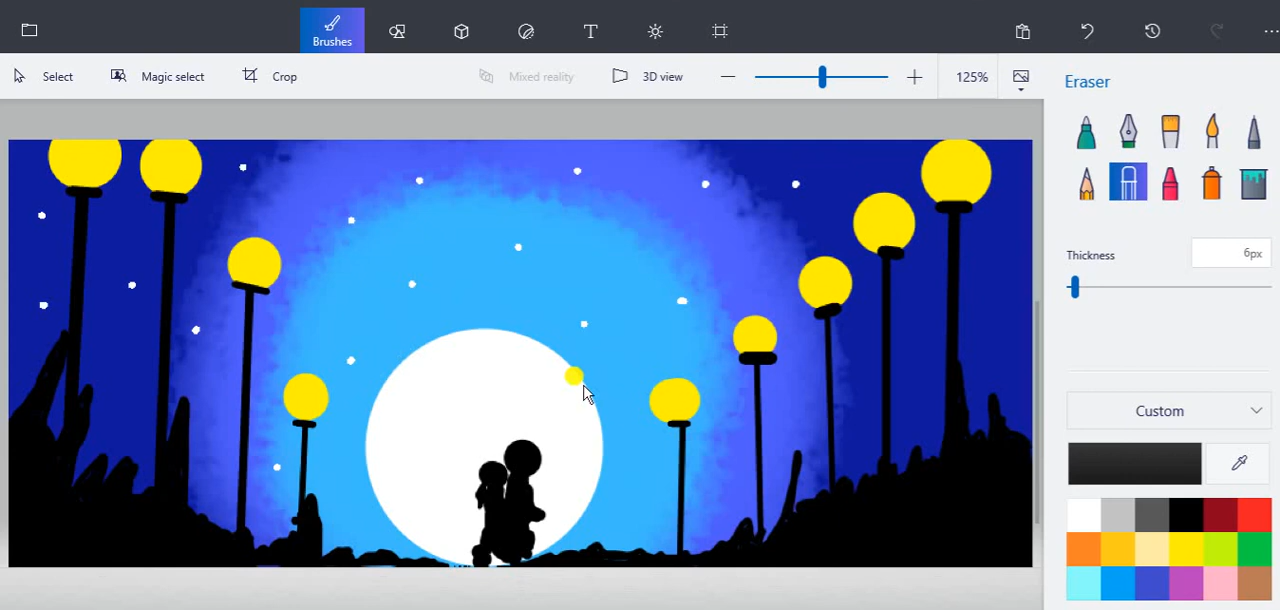 Brushes
T
Select
Magic select
Crop
Mixed reality
3D view
125%
Eraser
Thickness
6px
Custom